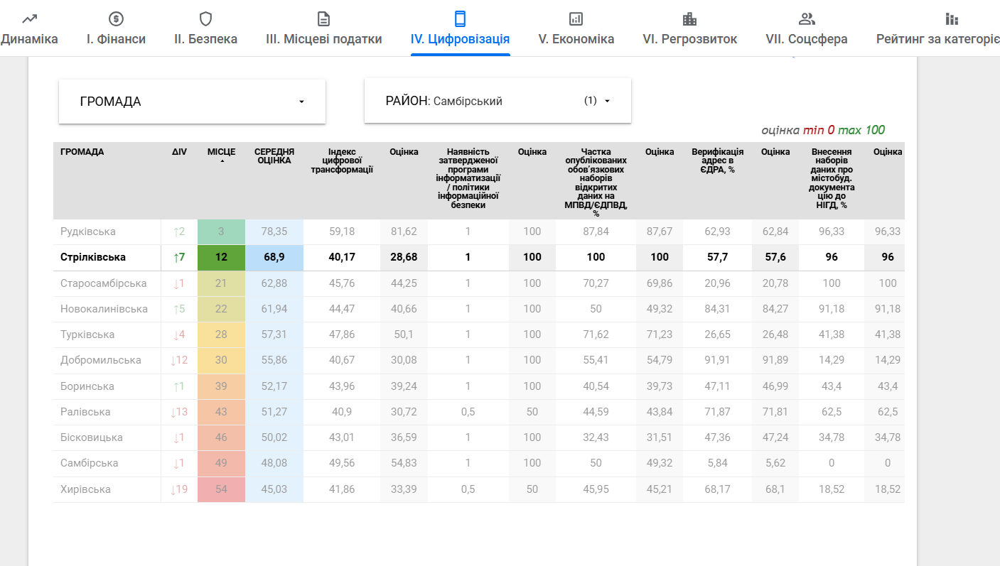 Динаміка
І. Фінанси
ІІ. Безпека
ІІІ. Місцеві податки
IV. Цифровізація
V. Економіка
VI. Регрозвиток
VII. Соцсфера
Рейтинг за категоріє
ГРОМАДА
РАЙОН: Самбірський (1)
оцінка min 0 max 100
ГРОМАДА
ΔIV
МІСЦЕ
СЕРЕДНЯ
ОЦІНКА
Індекс
цифрової
трансформації
Оцінка
Наявність
затвердженої
програми
інформатизації
/ політики
інформаційної
безпеки
Оцінка
Частка
опублікованих
обов’язкових
наборів
відкритих
даних на
МПВД/ЄДПВД,
%
Оцінка
Верифікація
адрес в
ЄДРА, %
Оцінка
Внесення
наборів
даних про
містобуд.
документа
цію до
НІГД, %
Оцінка
Рудківська ↑2 3 78,35 59,18 81,62 1 100 87,84 87,67 62,93 62,84 96,33 96,33
Стрілківська ↑7 12 68,9 40,17 28,68 1 100 100 100 57,7 57,6 96 96
Старосамбірська ↓1 21 62,88 45,76 44,25 1 100 70,27 69,86 20,96 20,78 100 100
Новокалинівська ↑5 22 61,94 44,47 40,66 1 100 50 49,32 84,31 84,27 91,18 91,18
Турківська ↓4 28 57,31 47,86 50,1 1 100 71,62 71,23 26,65 26,48 41,38 41,38
Добромильська ↓12 30 55,86 40,67 30,08 1 100 55,41 54,79 91,91 91,89 14,29 14,29
Боринська ↑1 39 52,17 43,96 39,24 1 100 40,54 39,73 47,11 46,99 43,4 43,4
Ралівська ↓13 43 51,27 40,9 30,72 0,5 50 44,59 43,84 71,87 71,81 62,5 62,5
Бісковицька ↓1 46 50,02 43,01 36,59 1 100 32,43 31,51 47,36 47,24 34,78 34,78
Самбірська ↓1 49 48,08 49,56 54,83 1 100 50 49,32 5,84 5,62 0 0
Хирівська ↓19 54 45,03 41,86 33,39 0,5 50 45,95 45,21 68,17 68,1 18,52 18,52